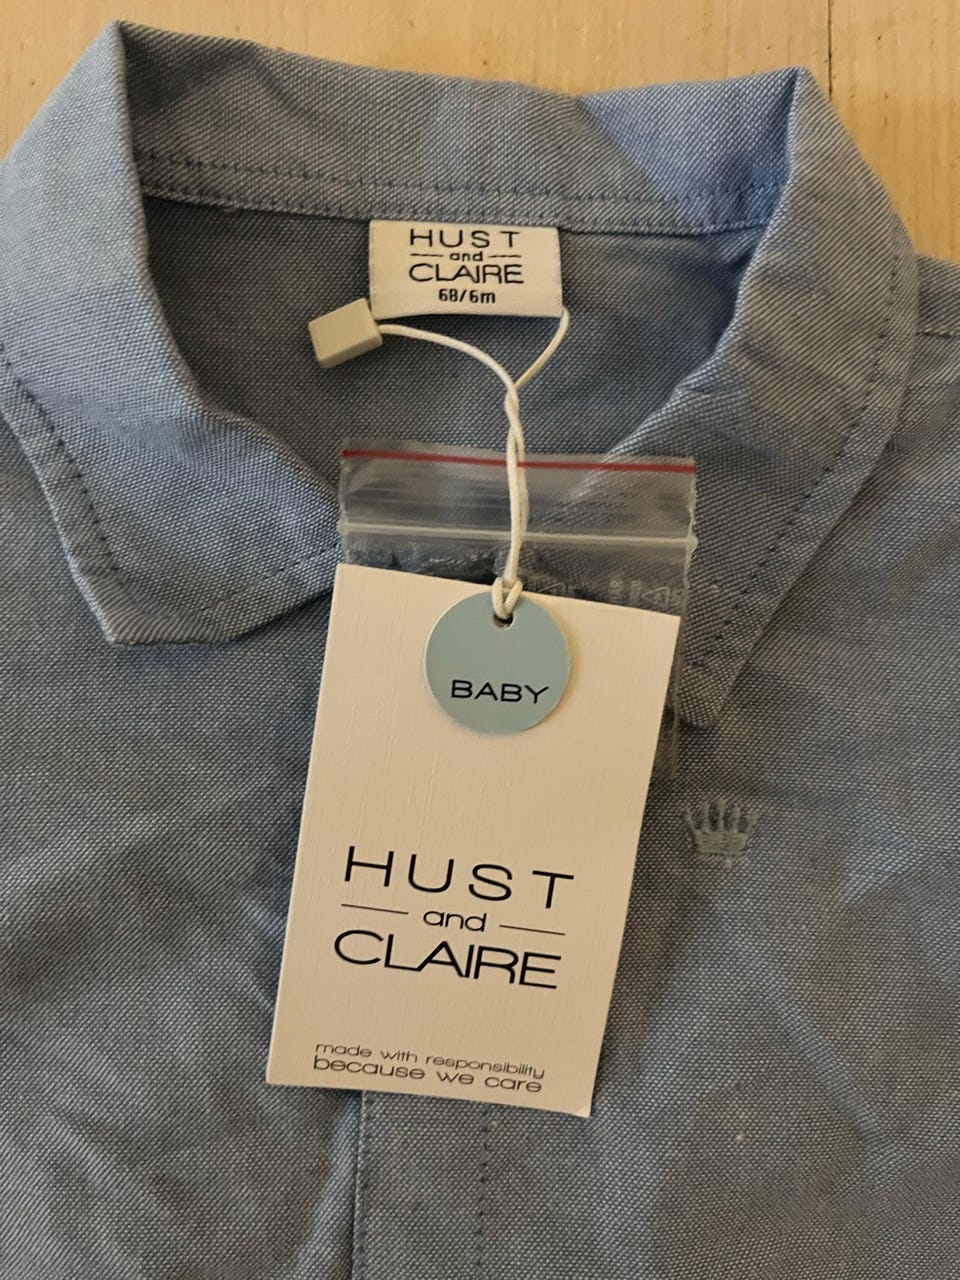 HUST
and
CLAIRE
68/6m
BABY
HUST
and
CLAIRE
made with responsibility
because we care